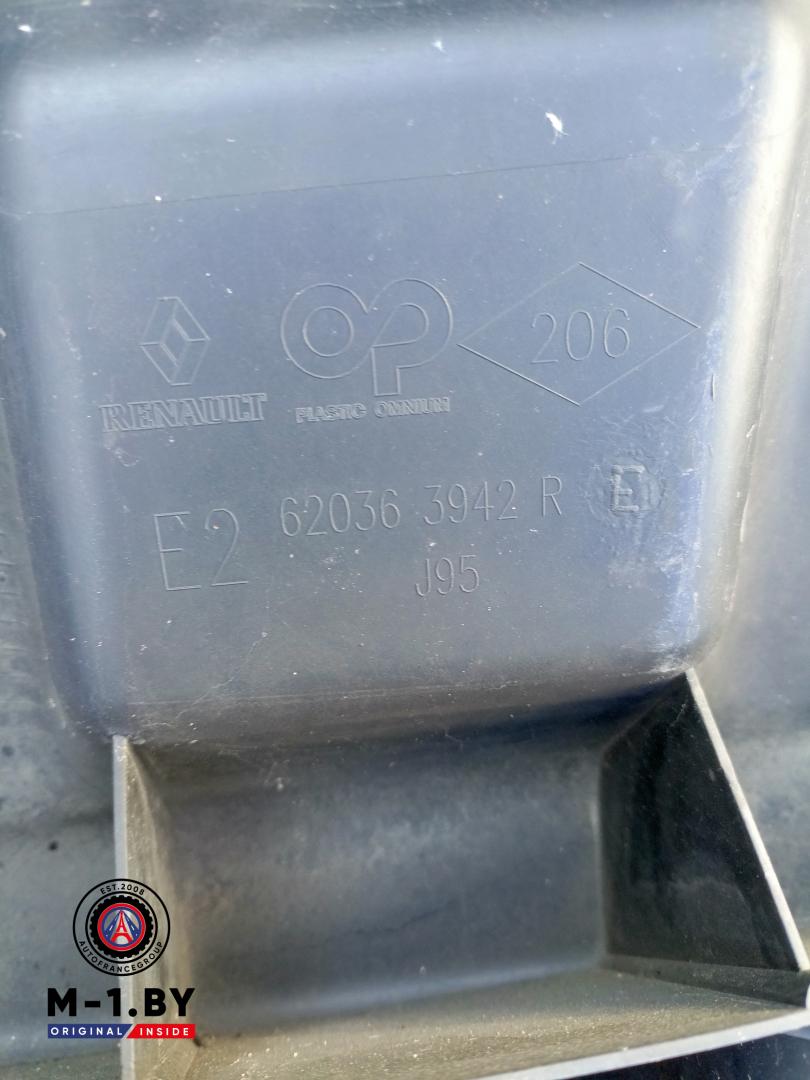 206
RENAULT
PLASTIC OMNIUM
E2 62036 3942 R E
J95
EST.2008
AUTOFRANCEGROUP
M-1.BY
ORIGINAL INSIDE